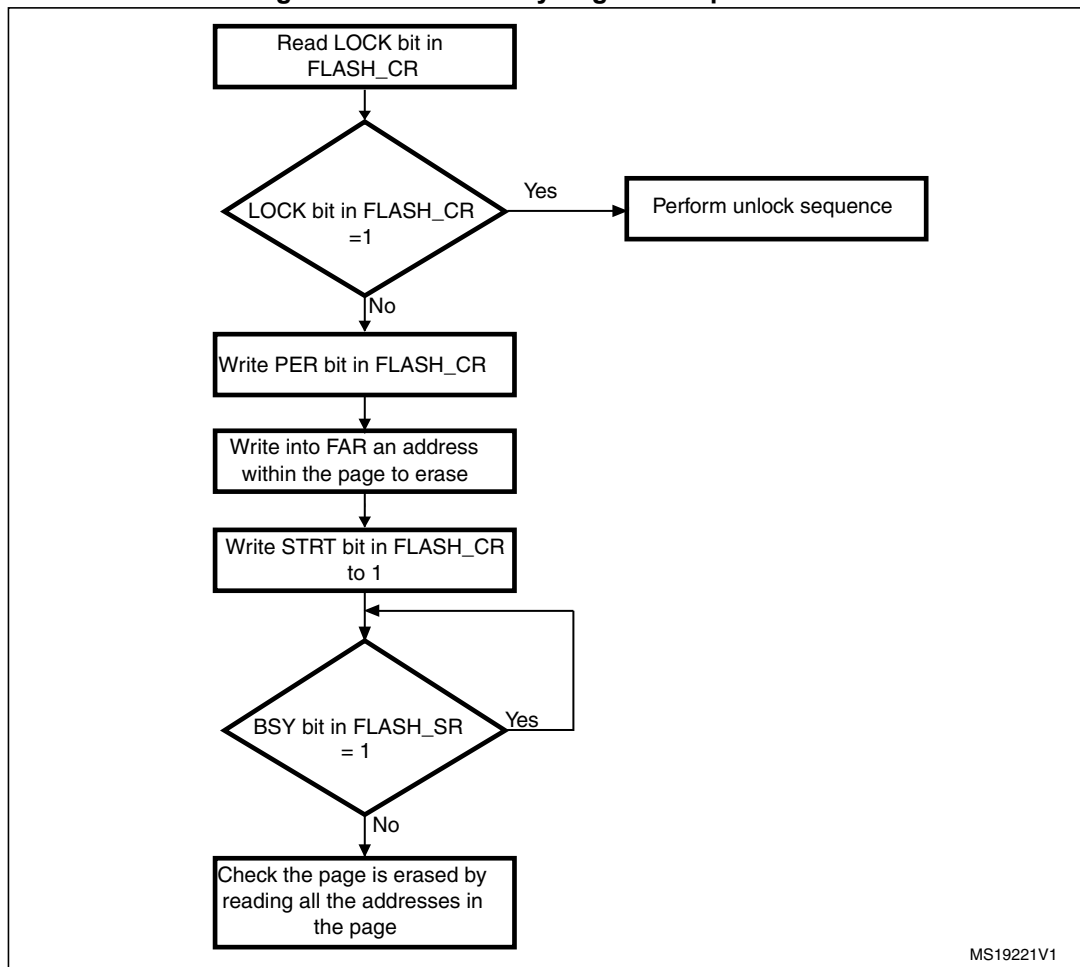 Read LOCK bit in
FLASH_CR
LOCK bit in FLASH_CR
=1
Yes
Perform unlock sequence
No
Write PER bit in FLASH_CR
Write into FAR an address
within the page to erase
Write STRT bit in FLASH_CR
to 1
BSY bit in FLASH_SR
= 1
Yes
No
Check the page is erased by
reading all the addresses in
the page
MS19221V1